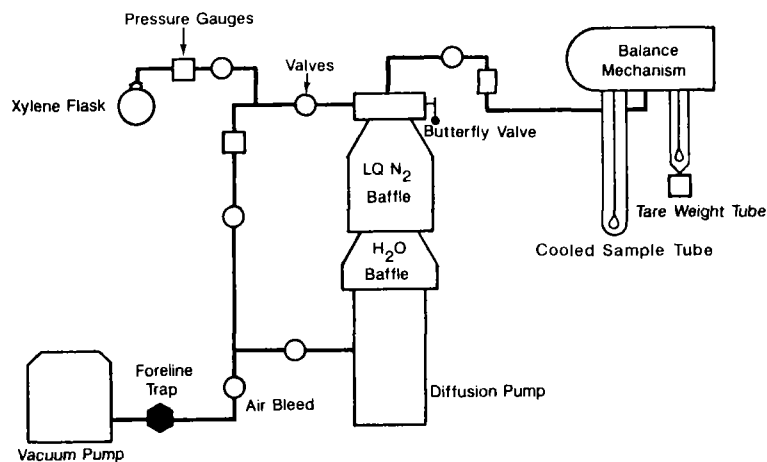 Pressure Gauges
Valves
Balance
Mechanism
Xylene Flask
Butterfly Valve
LQ N2
Baffle
Tare Weight Tube
H2O
Baffle
Cooled Sample Tube
Foreline
Trap
Air Bleed
Diffusion Pump
Vacuum Pump